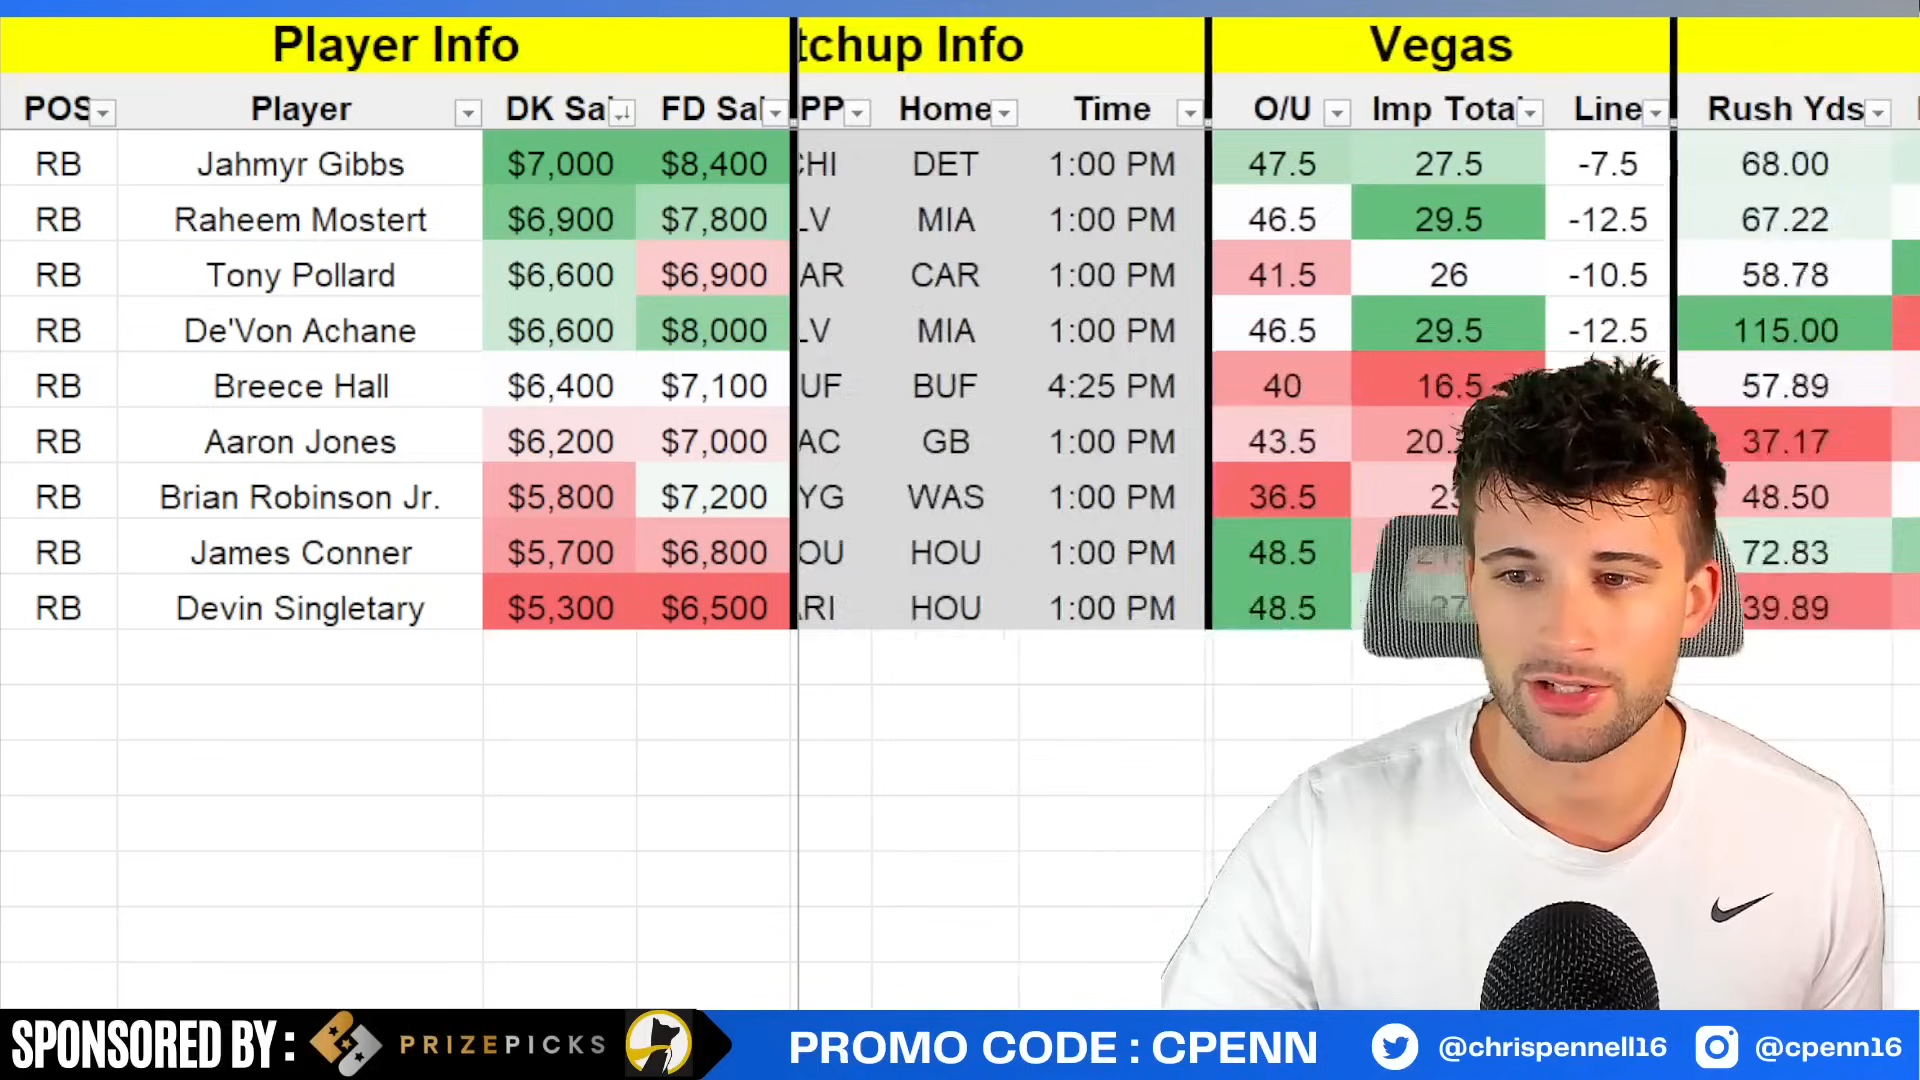 Player Info tchup Info Vegas
POS Player DK Sal FD Sal PP Home Time O/U Imp Tota Line Rush Yds
RB Jahmyr Gibbs $7,000 $8,400 CHI DET 1:00 PM 47.5 27.5 -7.5 68.00
RB Raheem Mostert $6,900 $7,800 LV MIA 1:00 PM 46.5 29.5 -12.5 67.22
RB Tony Pollard $6,600 $6,900 AR CAR 1:00 PM 41.5 26 -10.5 58.78
RB De'Von Achane $6,600 $8,000 LV MIA 1:00 PM 46.5 29.5 -12.5 115.00
RB Breece Hall $6,400 $7,100 UF BUF 4:25 PM 40 16.5 57.89
RB Aaron Jones $6,200 $7,000 AC GB 1:00 PM 43.5 20. 37.17
RB Brian Robinson Jr. $5,800 $7,200 YG WAS 1:00 PM 36.5 48.50
RB James Conner $5,700 $6,800 OU HOU 1:00 PM 48.5 72.83
RB Devin Singletary $5,300 $6,500 ARI HOU 1:00 PM 48.5 27 39.89
SPONSORED BY : PRIZEPICKS PROMO CODE : CPENN @chrispennell16 @cpenn16